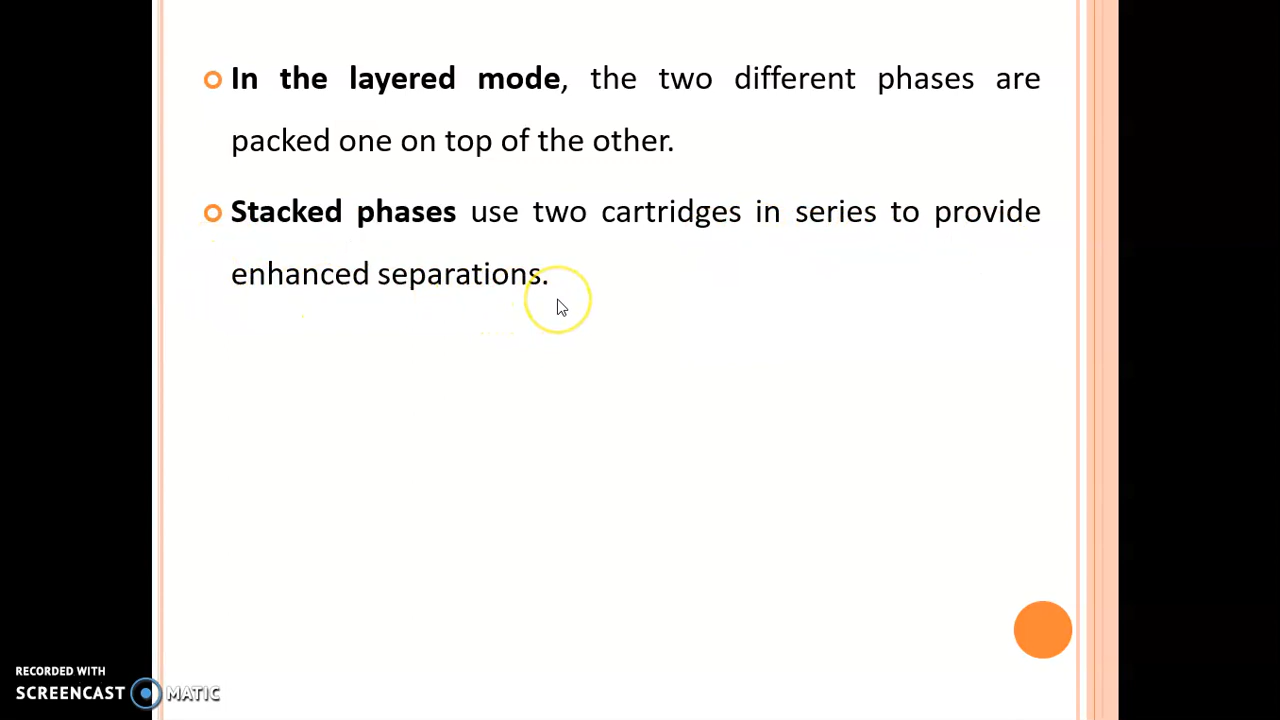 In the layered mode, the two different phases are
packed one on top of the other.
Stacked phases use two cartridges in series to provide
enhanced separations.
RECORDED WITH
SCREENCAST MATIC